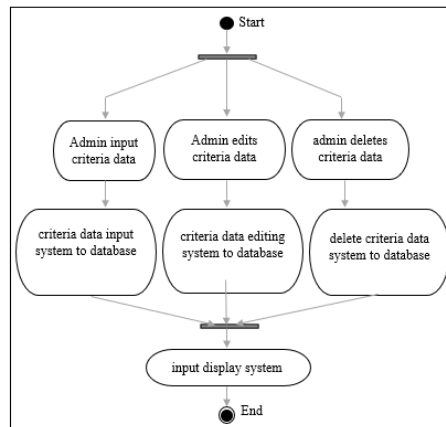 Start
Admin input
criteria data
Admin edits
criteria data
admin deletes
criteria data
criteria data input
system to database
criteria data editing
system to database
delete criteria data
system to database
input display system
End